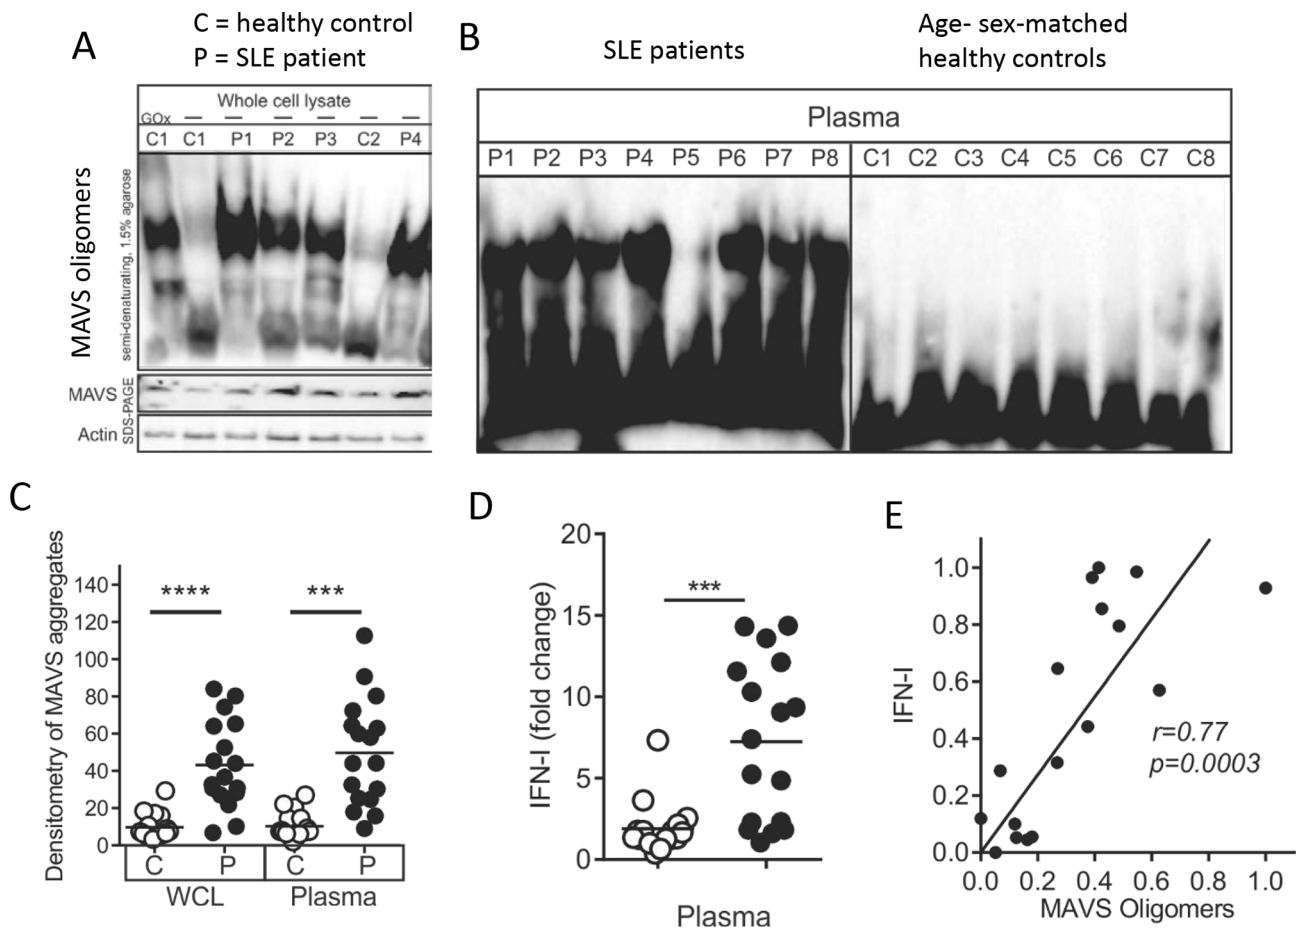 A
C = healthy control
P = SLE patient
Whole cell lysate
GOx – – – – – –
C1 C1 P1 P2 P3 C2 P4
MAVS oligomers
semi-denaturating, 1.5% agarose
MAVS
Actin
SDS-PAGE
B
SLE patients
Age- sex-matched
healthy controls
Plasma
P1 P2 P3 P4 P5 P6 P7 P8 C1 C2 C3 C4 C5 C6 C7 C8
C
Densitometry of MAVS aggregates
140
120
100
80
60
40
20
0
**** ***
C P C P
WCL Plasma
D
IFN-I (fold change)
20
15
10
5
0
***
Plasma
E
IFN-I
1.0
0.8
0.6
0.4
0.2
0.0
r=0.77
p=0.0003
0.0 0.2 0.4 0.6 0.8 1.0
MAVS Oligomers